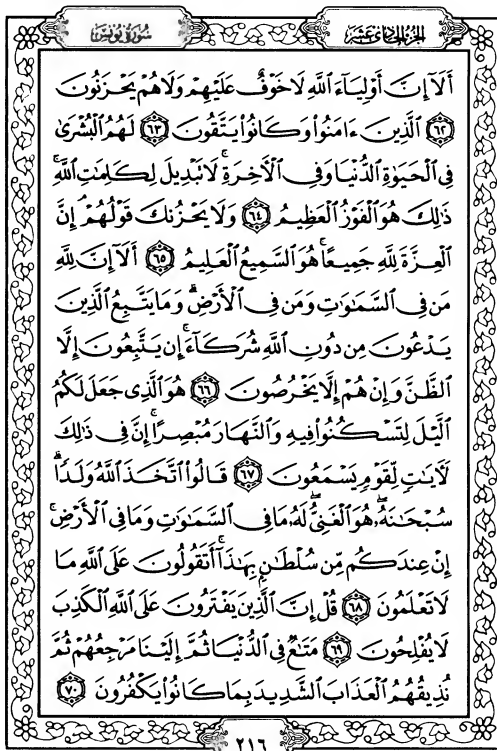 الجزء الحادي عشر
سورة يونس
أَلَآ إِنَّ أَوْلِيَآءَ ٱللَّهِ لَا خَوْفٌ عَلَيْهِمْ وَلَا هُمْ يَحْزَنُونَ
٦٢ ٱلَّذِينَ ءَامَنُوا۟ وَكَانُوا۟ يَتَّقُونَ ٦٣ لَهُمُ ٱلْبُشْرَىٰ
فِى ٱلْحَيَوٰةِ ٱلدُّنْيَا وَفِى ٱلْأَخِرَةِ ۚ لَا تَبْدِيلَ لِكَلِمَٰتِ ٱللَّهِ ۚ
ذَٰلِكَ هُوَ ٱلْفَوْزُ ٱلْعَظِيمُ ٦٤ وَلَا يَحْزُنكَ قَوْلُهُمْ ۘ إِنَّ
ٱلْعِزَّةَ لِلَّهِ جَمِيعًا ۚ هُوَ ٱلسَّمِيعُ ٱلْعَلِيمُ ٦٥ أَلَآ إِنَّ لِلَّهِ
مَن فِى ٱلسَّمَٰوَٰتِ وَمَن فِى ٱلْأَرْضِ ۗ وَمَا يَتَّبِعُ ٱلَّذِينَ
يَدْعُونَ مِن دُونِ ٱللَّهِ شُرَكَآءَ ۚ إِن يَتَّبِعُونَ إِلَّا
ٱلظَّنَّ وَإِنْ هُمْ إِلَّا يَخْرُصُونَ ٦٦ هُوَ ٱلَّذِى جَعَلَ لَكُمُ
ٱلَّيْلَ لِتَسْكُنُوا۟ فِيهِ وَٱلنَّهَارَ مُبْصِرًا ۚ إِنَّ فِى ذَٰلِكَ
لَأَيَٰتٍ لِّقَوْمٍ يَسْمَعُونَ ٦٧ قَالُوا۟ ٱتَّخَذَ ٱللَّهُ وَلَدًا ۗ
سُبْحَٰنَهُۥ ۖ هُوَ ٱلْغَنِىُّ ۖ لَهُۥ مَا فِى ٱلسَّمَٰوَٰتِ وَمَا فِى ٱلْأَرْضِ ۚ
إِنْ عِندَكُم مِّن سُلْطَٰنٍۭ بِهَٰذَآ ۚ أَتَقُولُونَ عَلَى ٱللَّهِ مَا
لَا تَعْلَمُونَ ٦٨ قُلْ إِنَّ ٱلَّذِينَ يَفْتَرُونَ عَلَى ٱللَّهِ ٱلْكَذِبَ
لَا يُفْلِحُونَ ٦٩ مَتَٰعٌ فِى ٱلدُّنْيَا ثُمَّ إِلَيْنَا مَرْجِعُهُمْ ثُمَّ
نُذِيقُهُمُ ٱلْعَذَابَ ٱلشَّدِيدَ بِمَا كَانُوا۟ يَكْفُرُونَ ٧٠
٢١٦